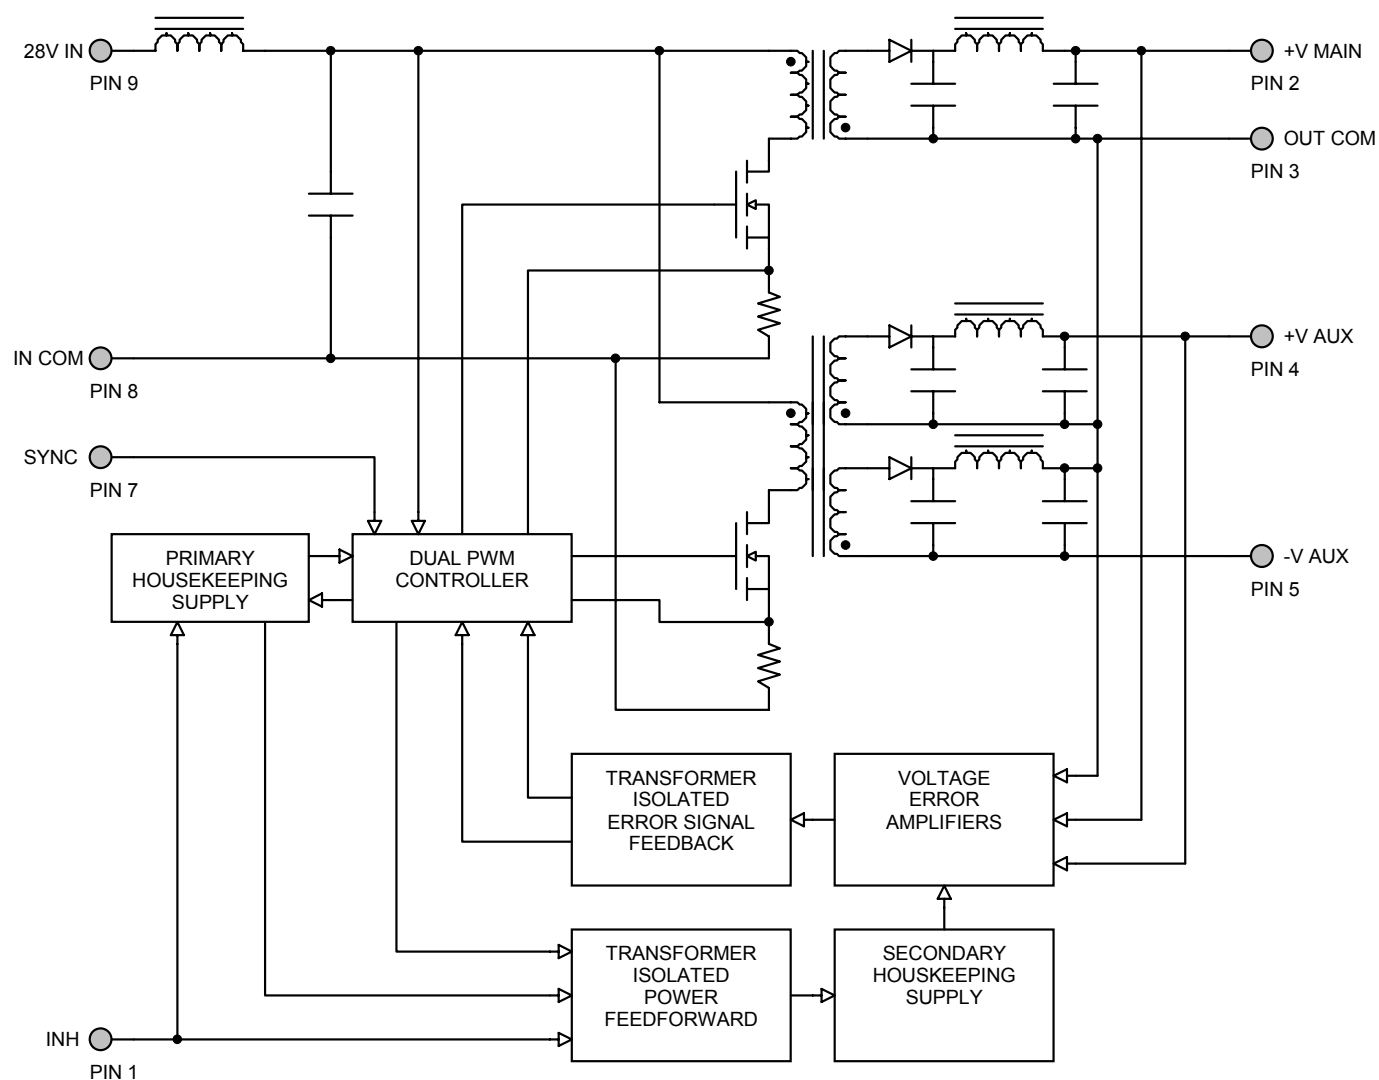 28V IN
PIN 9
+V MAIN
PIN 2
OUT COM
PIN 3
IN COM
PIN 8
+V AUX
PIN 4
SYNC
PIN 7
PRIMARY
HOUSEKEEPING
SUPPLY
DUAL PWM
CONTROLLER
-V AUX
PIN 5
TRANSFORMER
ISOLATED
ERROR SIGNAL
FEEDBACK
VOLTAGE
ERROR
AMPLIFIERS
TRANSFORMER
ISOLATED
POWER
FEEDFORWARD
SECONDARY
HOUSKEEPING
SUPPLY
INH
PIN 1